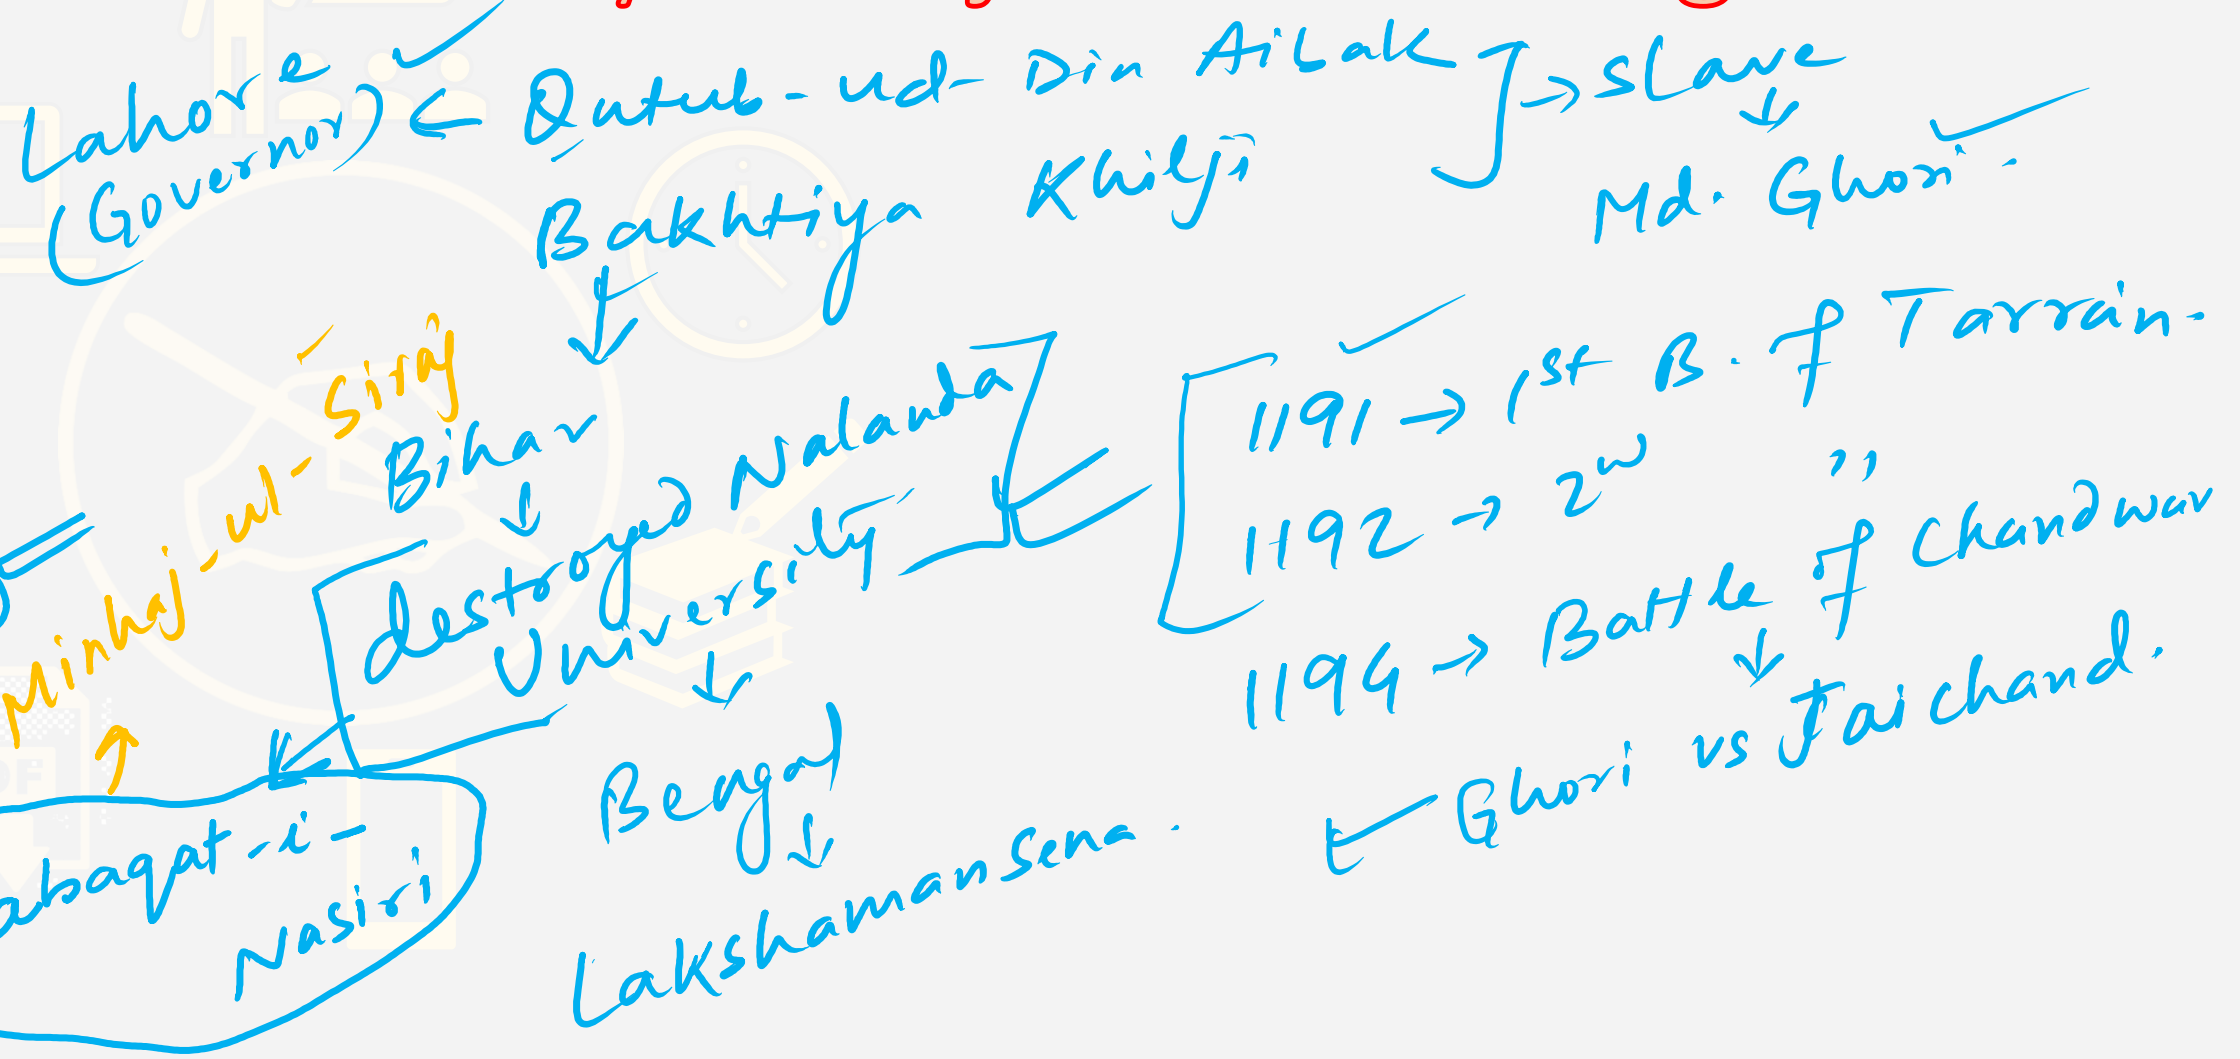 Lahore ← Qutub-ud-Din Aibak ] → slave
(Governor)
Bakhtiya Khilji
Md. Ghori
Bihar
destroyed Nalanda
University
Bengal
Lakshamansena.
Minhaj-ul-Siraj
abaqat-i-
Nasiri
1191 → 1st B. of Tarrain.
1192 → 2nd "
1194 → Battle of Chandwar
Ghori vs Jaichand.